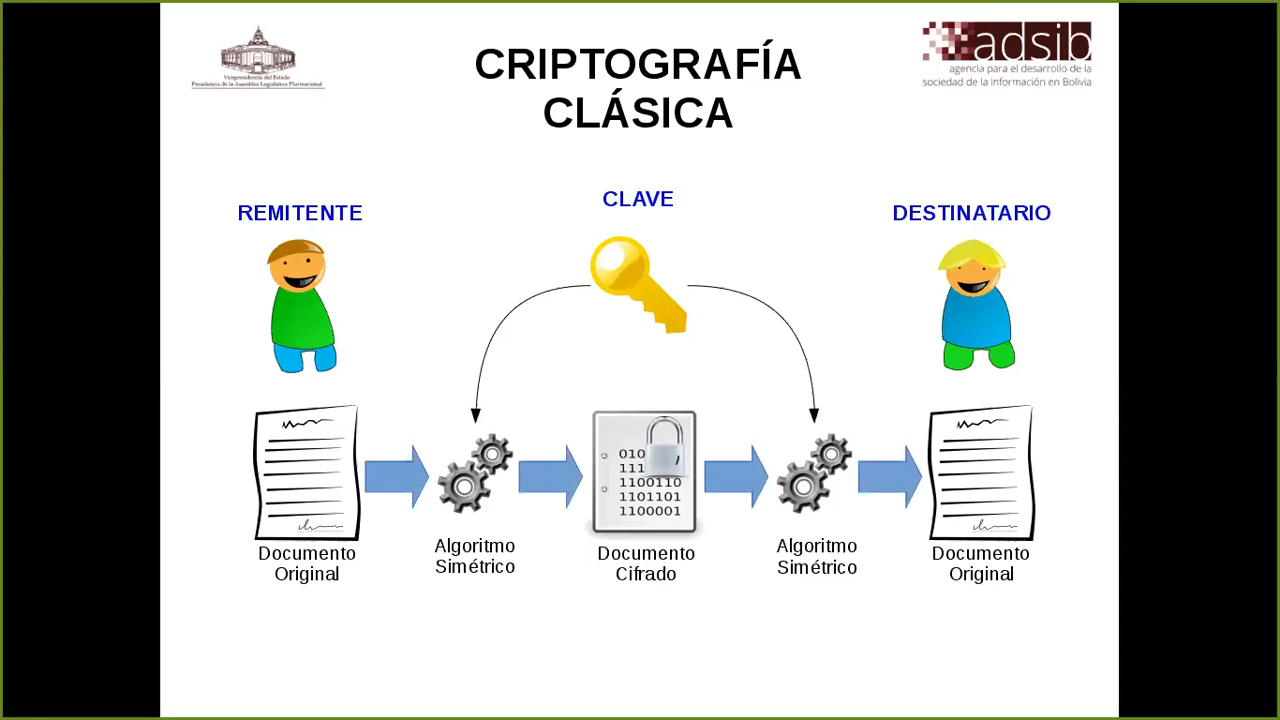 Vicepresidencia del Estado
Presidencia de la Asamblea Legislativa Plurinacional
adsib
agencia para el desarrollo de la
sociedad de la información en Bolivia
CRIPTOGRAFÍA
CLÁSICA
REMITENTE
CLAVE
DESTINATARIO
010
111
1100110
1101101
1100001
Documento
Original
Algoritmo
Simétrico
Documento
Cifrado
Algoritmo
Simétrico
Documento
Original